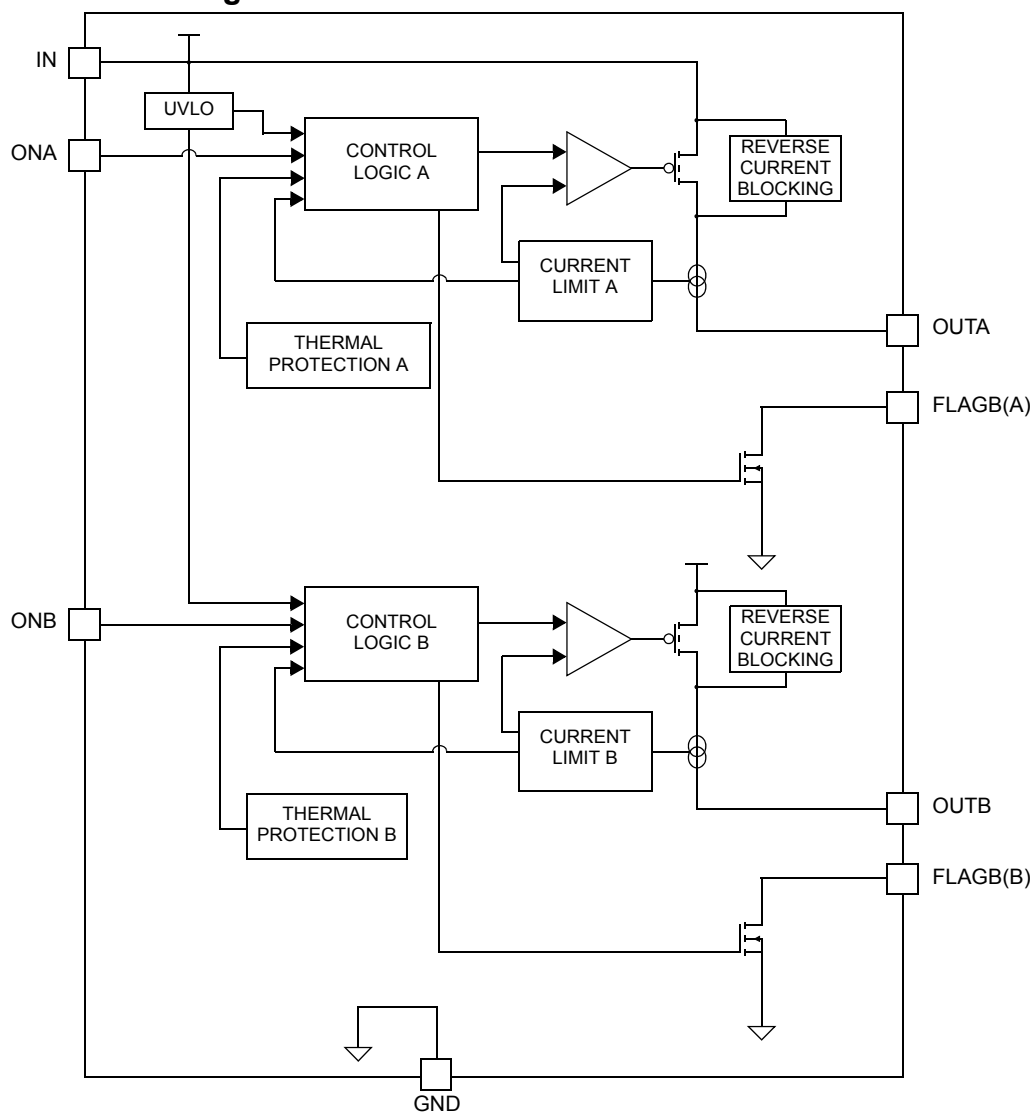 IN
UVLO
ONA
CONTROL
LOGIC A
REVERSE
CURRENT
BLOCKING
CURRENT
LIMIT A
THERMAL
PROTECTION A
OUTA
FLAGB(A)
ONB
CONTROL
LOGIC B
REVERSE
CURRENT
BLOCKING
CURRENT
LIMIT B
THERMAL
PROTECTION B
OUTB
FLAGB(B)
GND